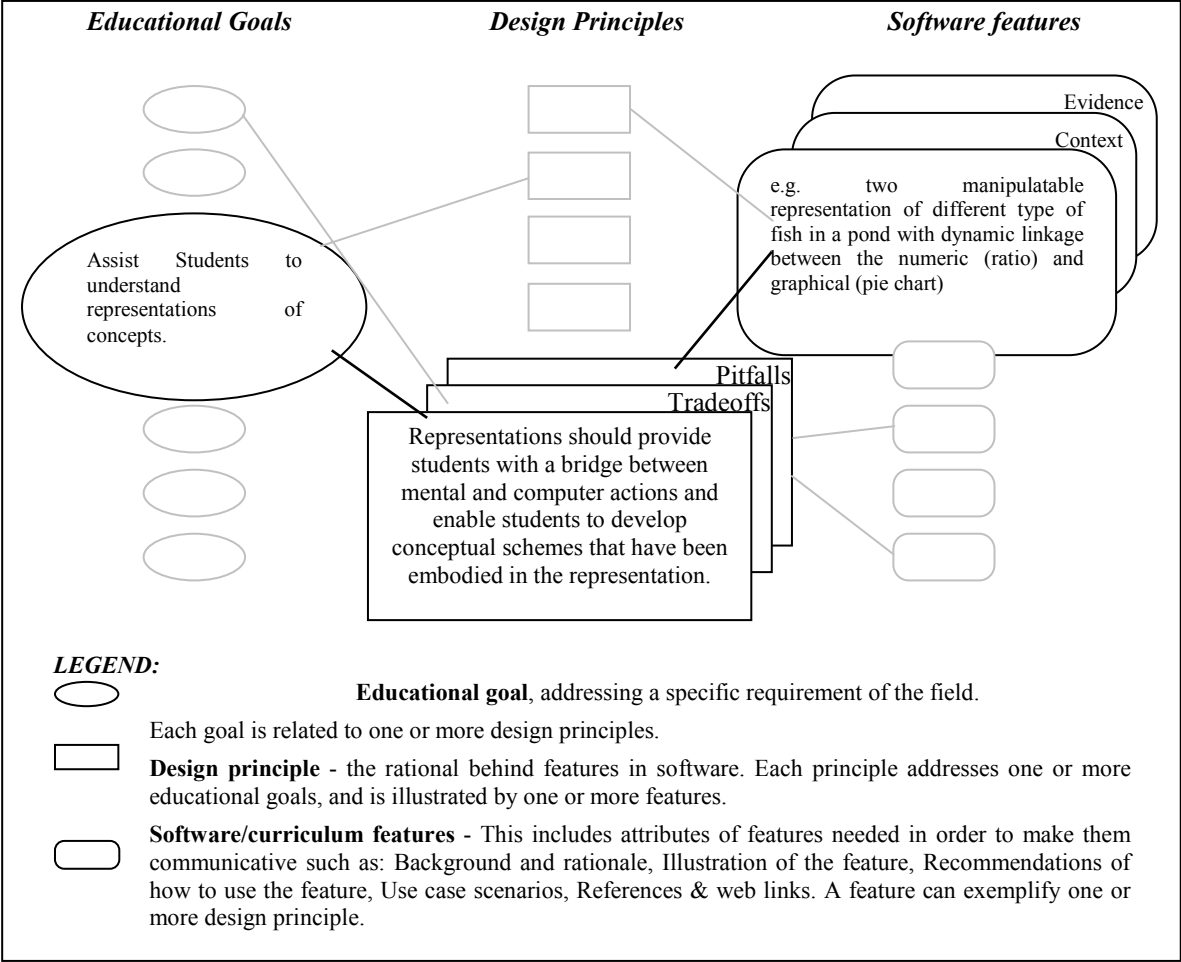 Educational Goals
Design Principles
Software features
Evidence
Context
e.g. two manipulatable
representation of different type of
fish in a pond with dynamic linkage
between the numeric (ratio) and
graphical (pie chart)
Assist Students to
understand
representations of
concepts.
Pitfalls
Tradeoffs
Representations should provide
students with a bridge between
mental and computer actions and
enable students to develop
conceptual schemes that have been
embodied in the representation.
LEGEND:
Educational goal, addressing a specific requirement of the field.
Each goal is related to one or more design principles.
Design principle - the rational behind features in software. Each principle addresses one or more
educational goals, and is illustrated by one or more features.
Software/curriculum features - This includes attributes of features needed in order to make them
communicative such as: Background and rationale, Illustration of the feature, Recommendations of
how to use the feature, Use case scenarios, References & web links. A feature can exemplify one or
more design principle.